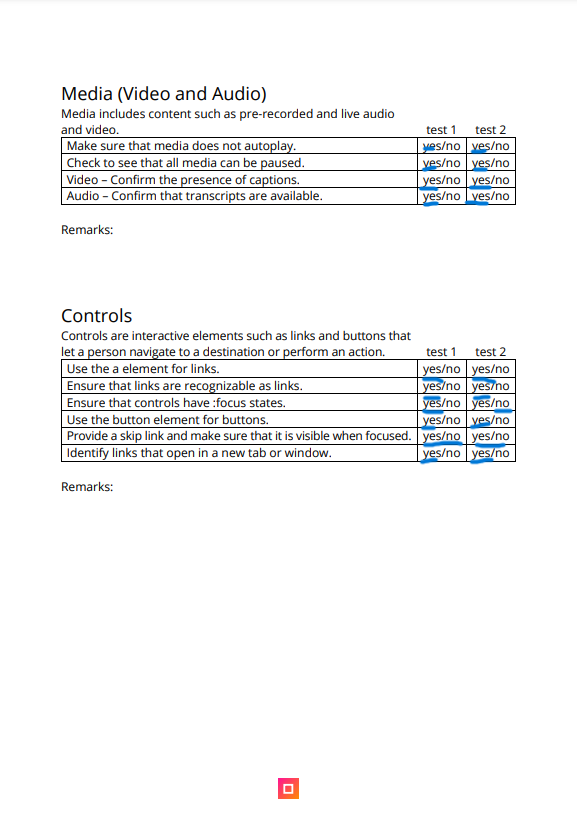 Media (Video and Audio)
Media includes content such as pre-recorded and live audio
and video. test 1 test 2
Make sure that media does not autoplay. yes/no yes/no
Check to see that all media can be paused. yes/no yes/no
Video – Confirm the presence of captions. yes/no yes/no
Audio – Confirm that transcripts are available. yes/no yes/no
Remarks:
Controls
Controls are interactive elements such as links and buttons that
let a person navigate to a destination or perform an action. test 1 test 2
Use the a element for links. yes/no yes/no
Ensure that links are recognizable as links. yes/no yes/no
Ensure that controls have :focus states. yes/no yes/no
Use the button element for buttons. yes/no yes/no
Provide a skip link and make sure that it is visible when focused. yes/no yes/no
Identify links that open in a new tab or window. yes/no yes/no
Remarks: